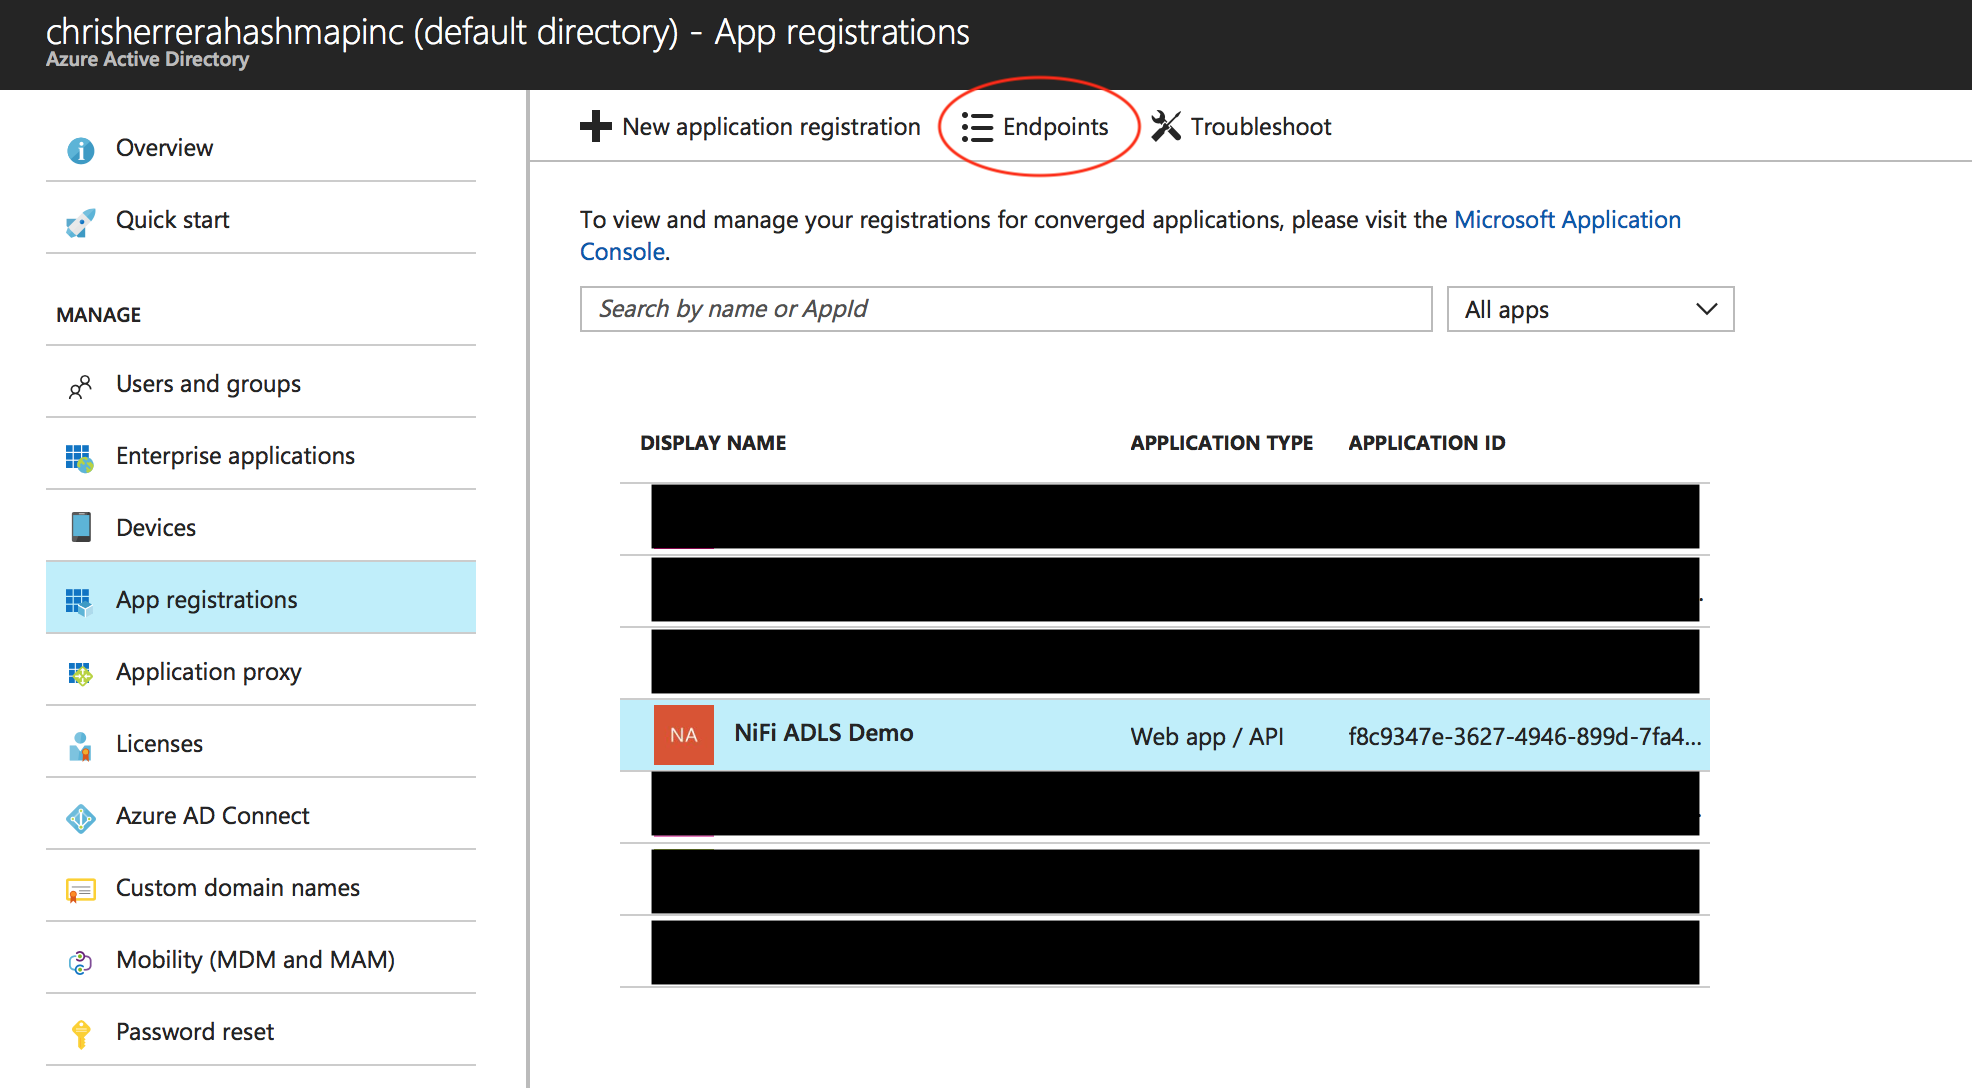 chrisherrerahashmapinc (default directory) - App registrations
Azure Active Directory
Overview
Quick start
MANAGE
Users and groups
Enterprise applications
Devices
App registrations
Application proxy
Licenses
Azure AD Connect
Custom domain names
Mobility (MDM and MAM)
Password reset
New application registration Endpoints Troubleshoot
To view and manage your registrations for converged applications, please visit the Microsoft Application
Console.
Search by name or AppId All apps
DISPLAY NAME APPLICATION TYPE APPLICATION ID
NA NiFi ADLS Demo Web app / API f8c9347e-3627-4946-899d-7fa4...